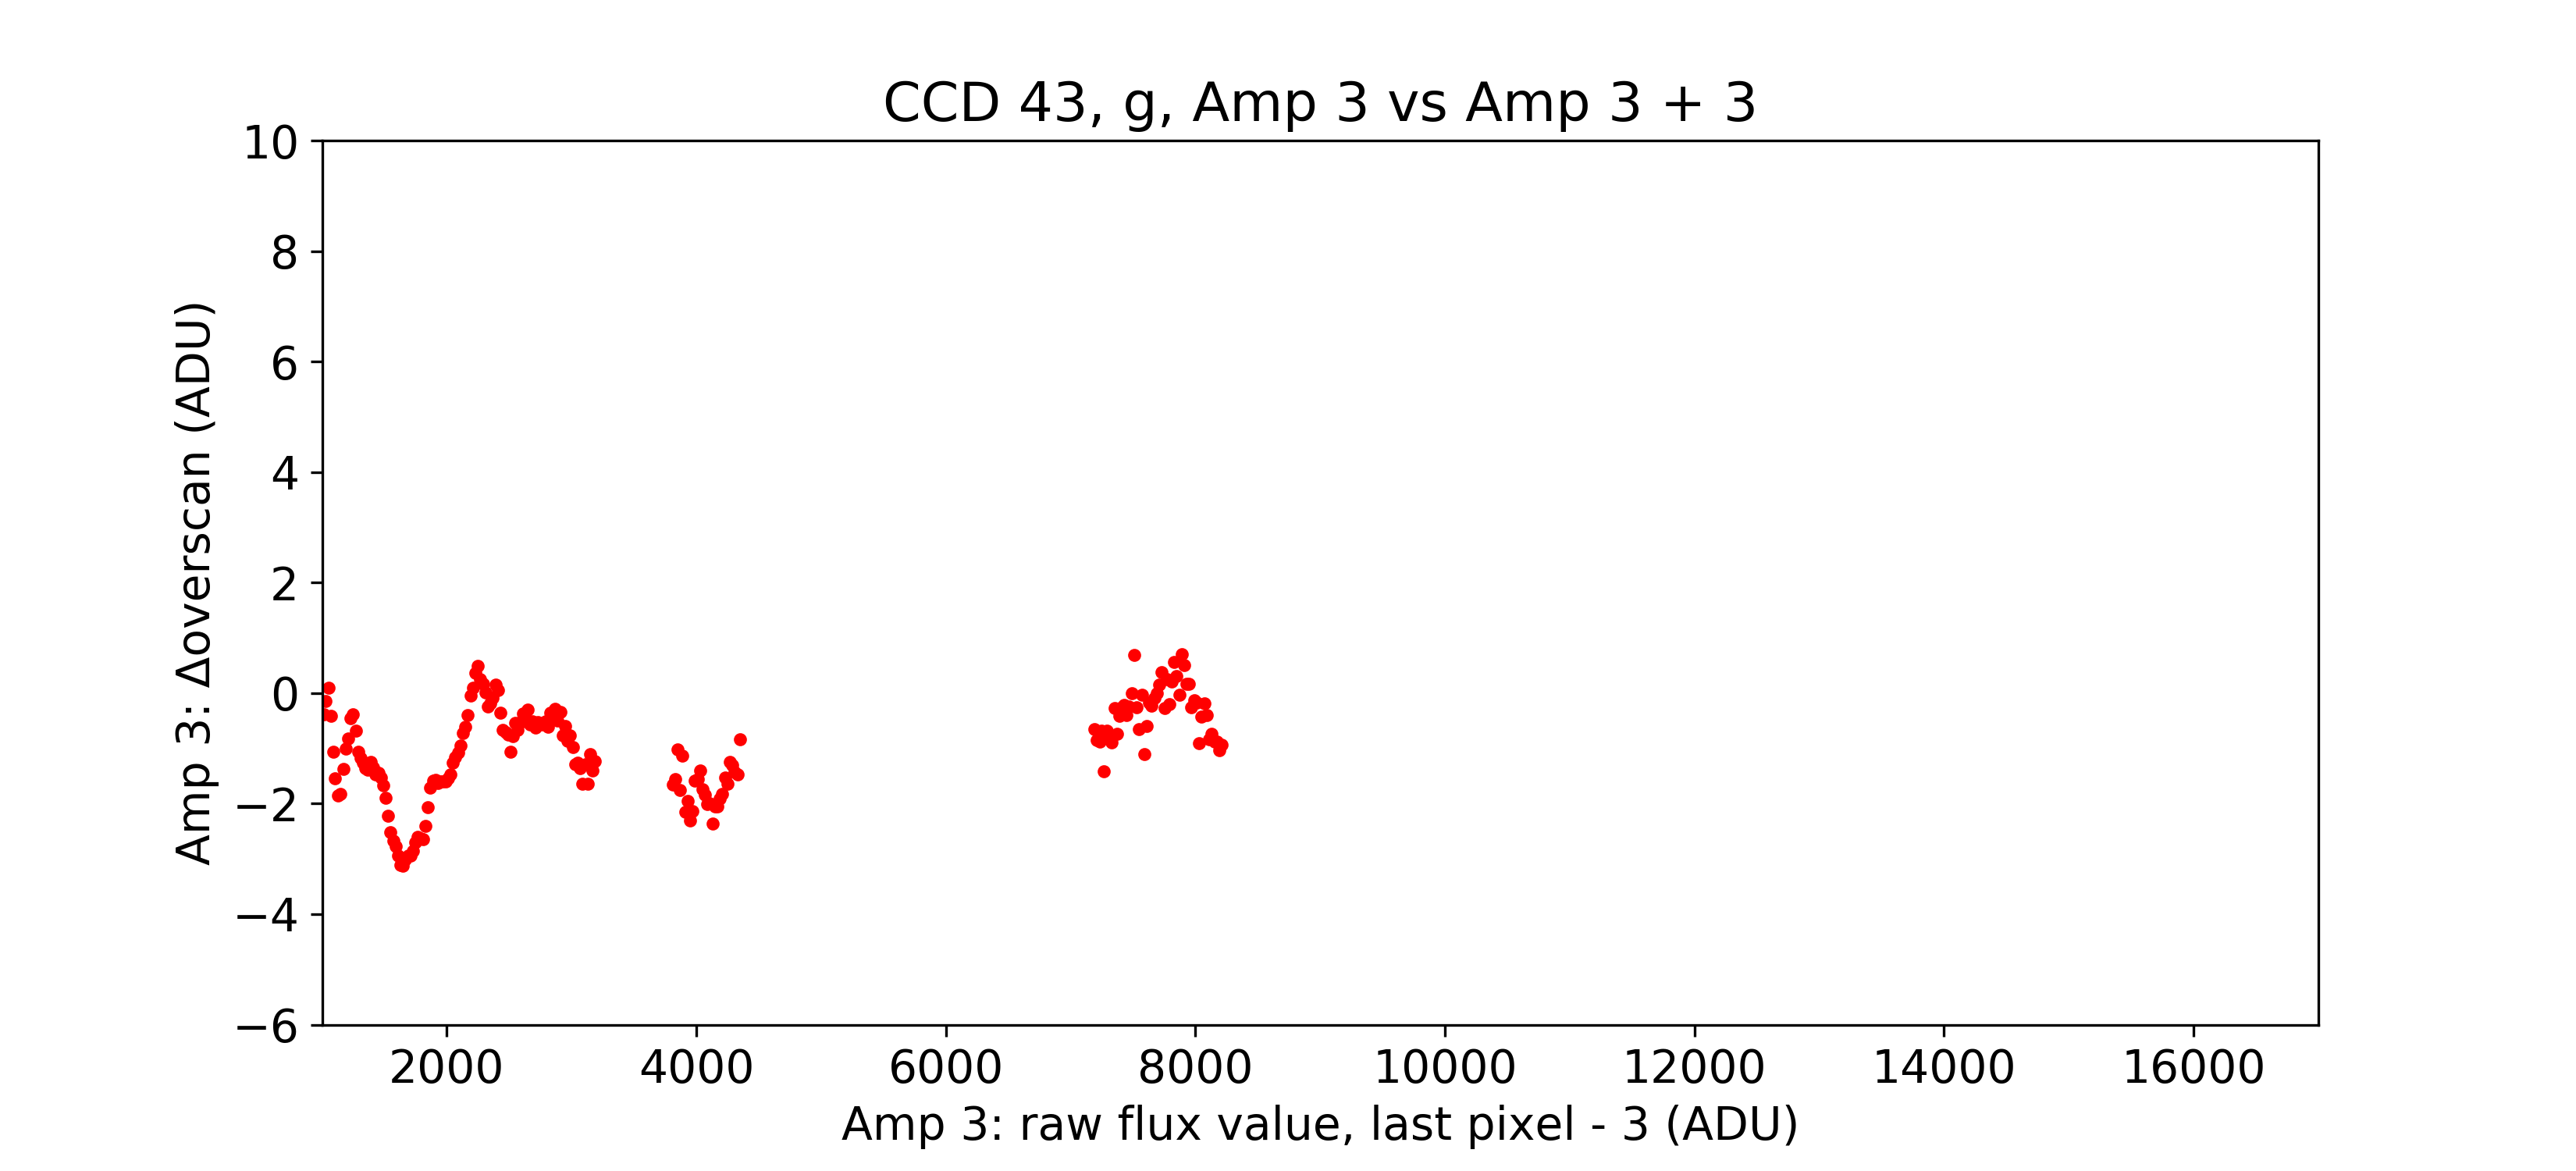 CCD 43, g, Amp 3 vs Amp 3 + 3
10
8
6
4
2
0
−2
−4
−6
Amp 3: Δoverscan (ADU)
2000 4000 6000 8000 10000 12000 14000 16000
Amp 3: raw flux value, last pixel - 3 (ADU)